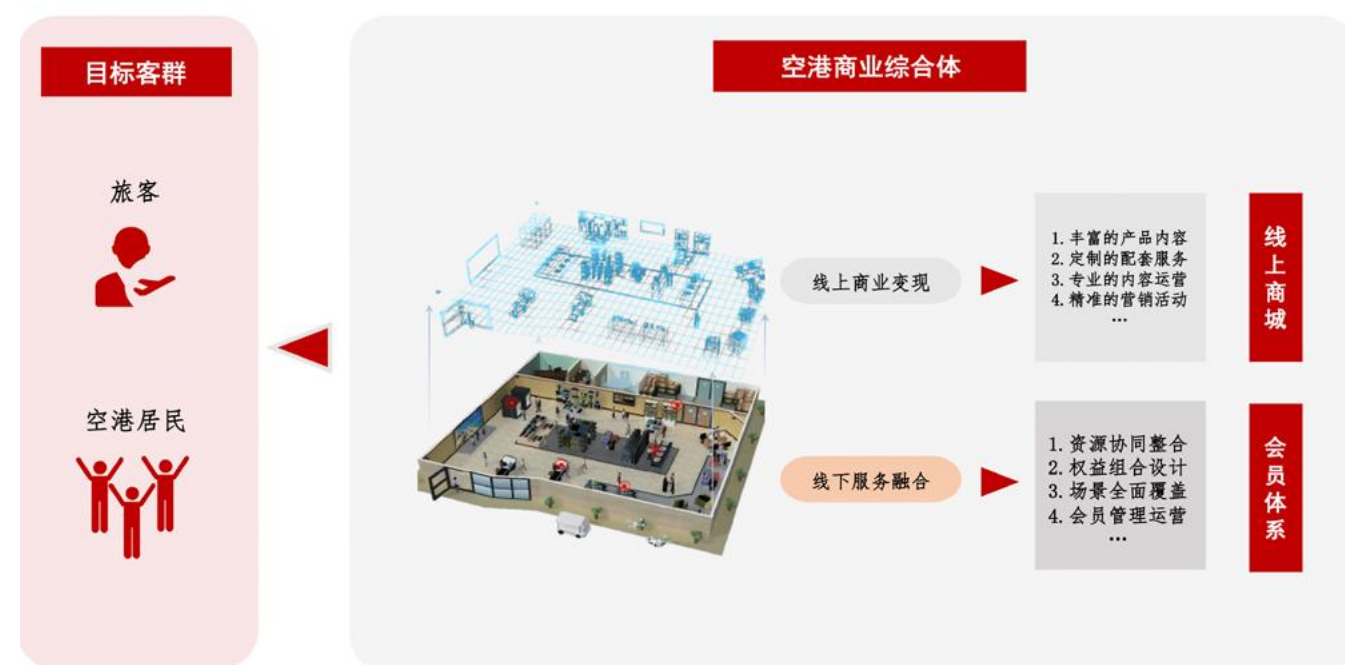 目标客群
旅客
空港居民
空港商业综合体
线上商业变现
1. 丰富的产品内容
2. 定制的配套服务
3. 专业的内容运营
4. 精准的营销活动
…
线上商城
线下服务融合
1. 资源协同整合
2. 权益组合设计
3. 场景全面覆盖
4. 会员管理运营
…
会员体系